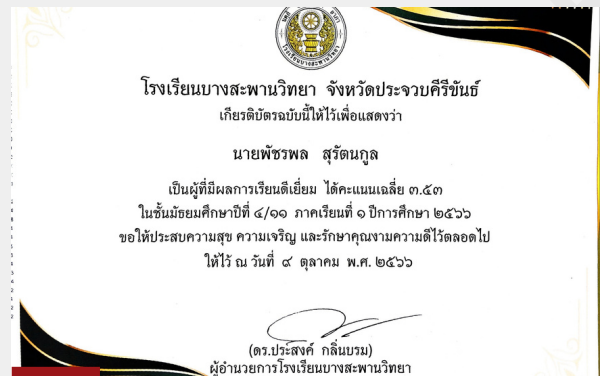 โรงเรียนบางสะพานวิทยา จังหวัดประจวบคีรีขันธ์
เกียรติบัตรฉบับนี้ให้ไว้เพื่อแสดงว่า
นายพัชรพล สุรัตนกูล
เป็นผู้ที่มีผลการเรียนดีเยี่ยม ได้คะแนนเฉลี่ย ๓.๕๓
ในชั้นมัธยมศึกษาปีที่ ๔/๑๑ ภาคเรียนที่ ๑ ปีการศึกษา ๒๕๖๖
ขอให้ประสบความสุข ความเจริญ และรักษาคุณงามความดีไว้ตลอดไป
ให้ไว้ ณ วันที่ ๙ ตุลาคม พ.ศ. ๒๕๖๖
(ดร.ประสงค์ กลิ่นบรม)
ผู้อำนวยการโรงเรียนบางสะพานวิทยา